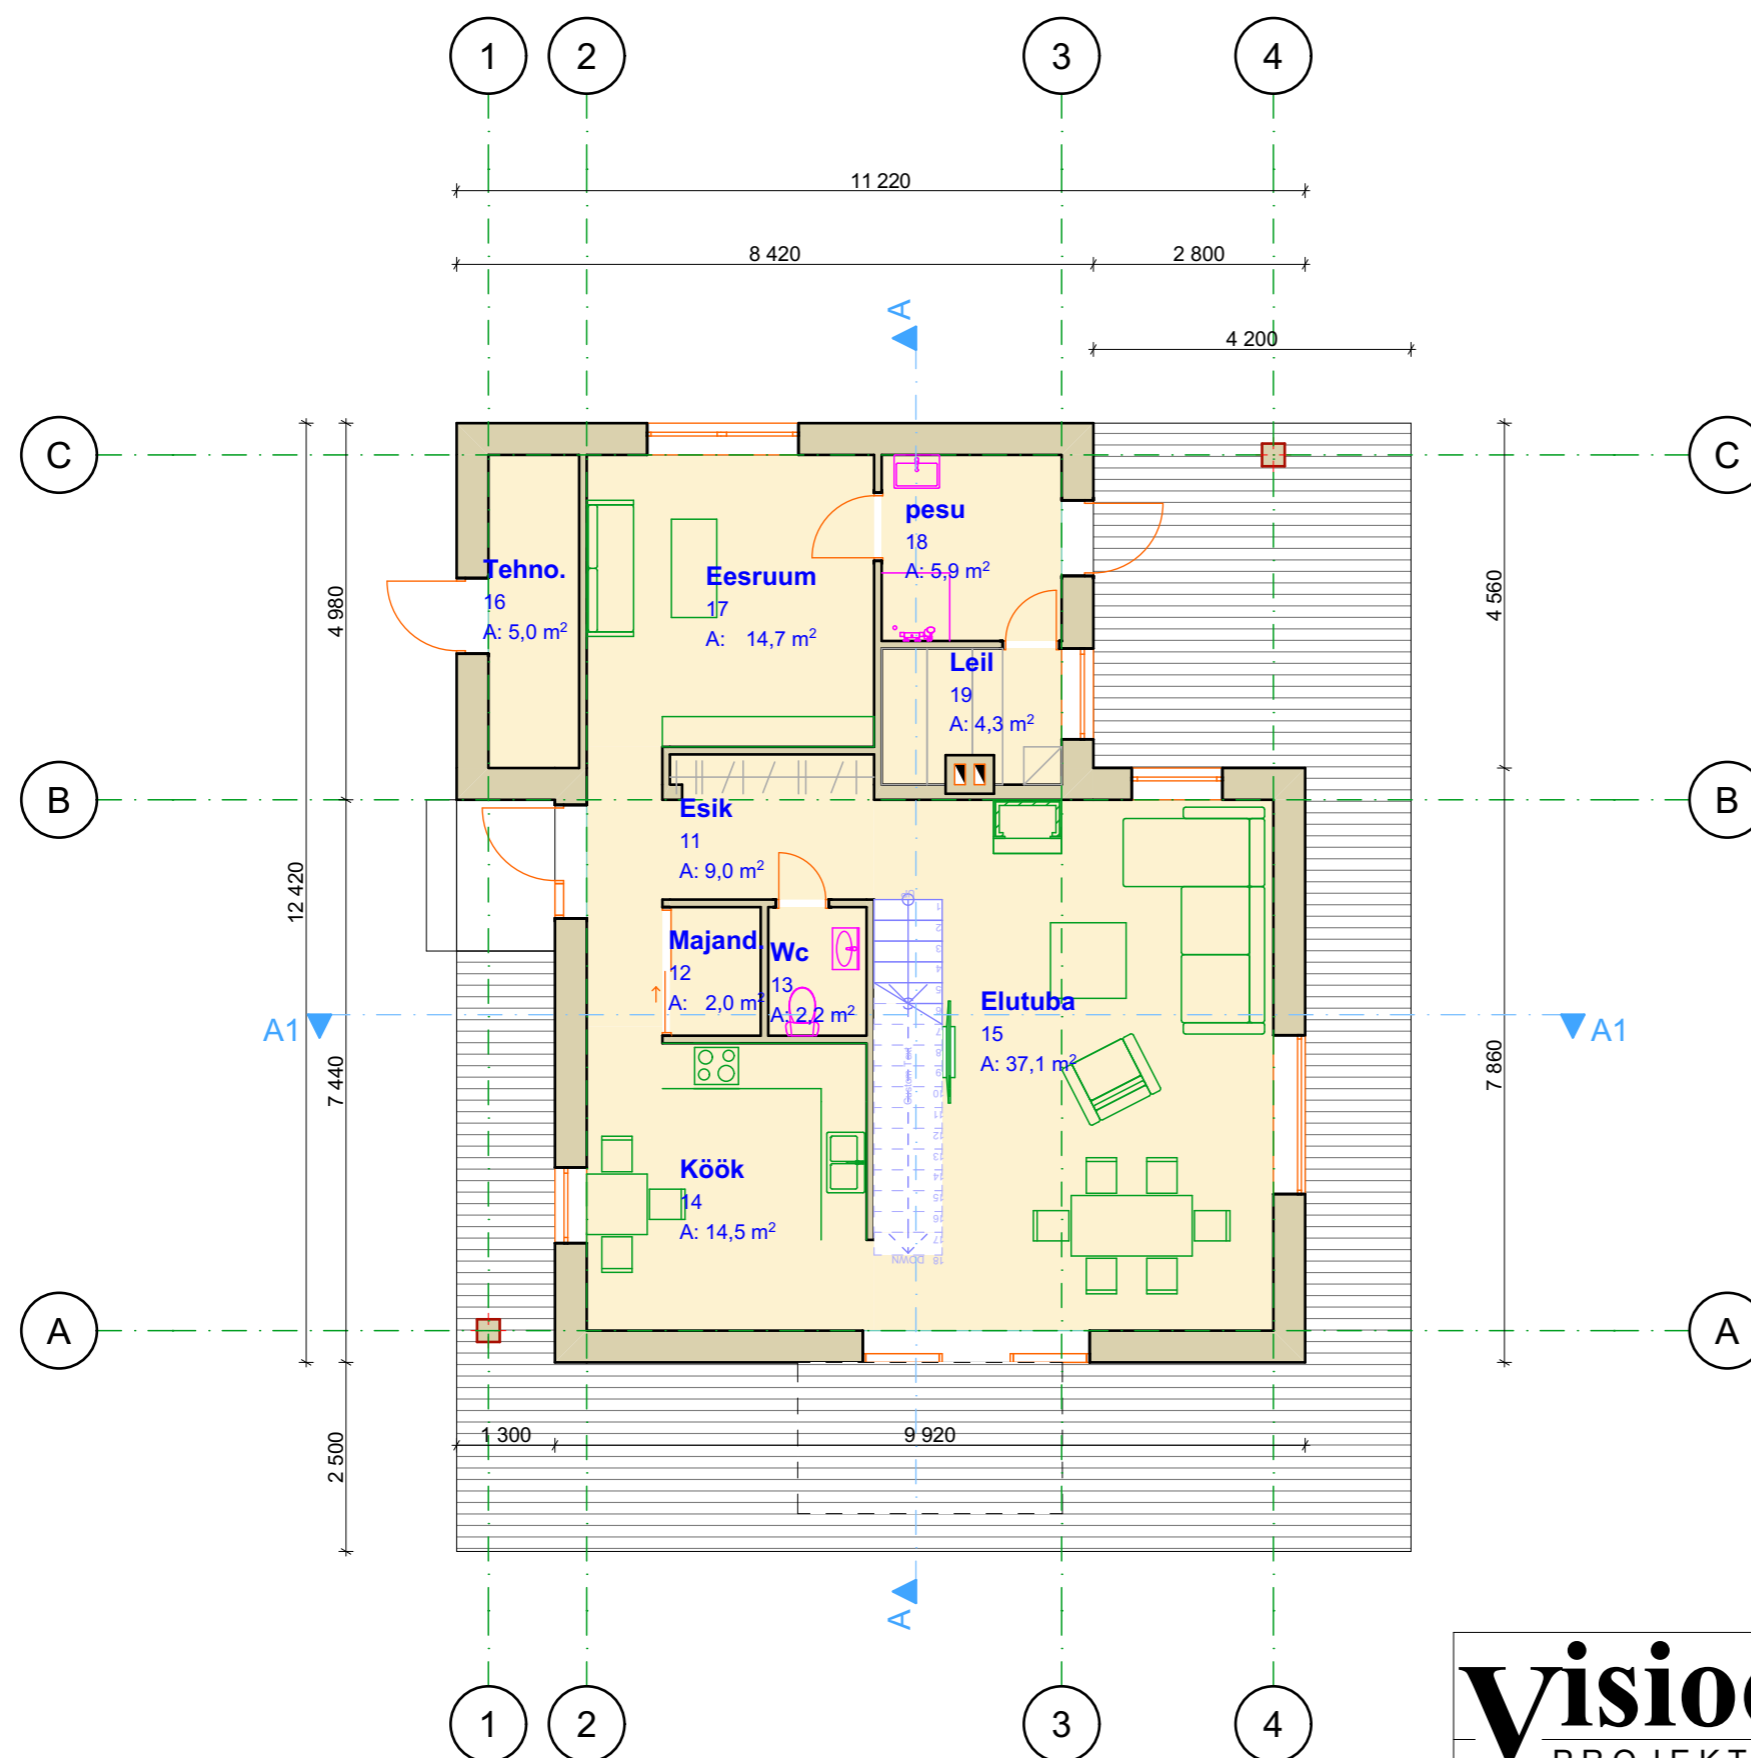 1 2 3 4
11 220
8 420 2 800
A
4 200
C C
pesu
18
A: 5,9 m²
Tehno.
16
A: 5,0 m²
Eesruum
17
A: 14,7 m²
4 980
4 560
Leil
19
A: 4,3 m²
B B
Esik
11
A: 9,0 m²
12 420
Majand.
12
A: 2,0 m²
Wc
13
A: 2,2 m²
Elutuba
15
A: 37,1 m²
A1 A1
7 440
7 860
Köök
14
A: 14,5 m²
DOWN
A A
1 300 9 920
2 500
A
1 2 3 4
Visioo
PROJEKT